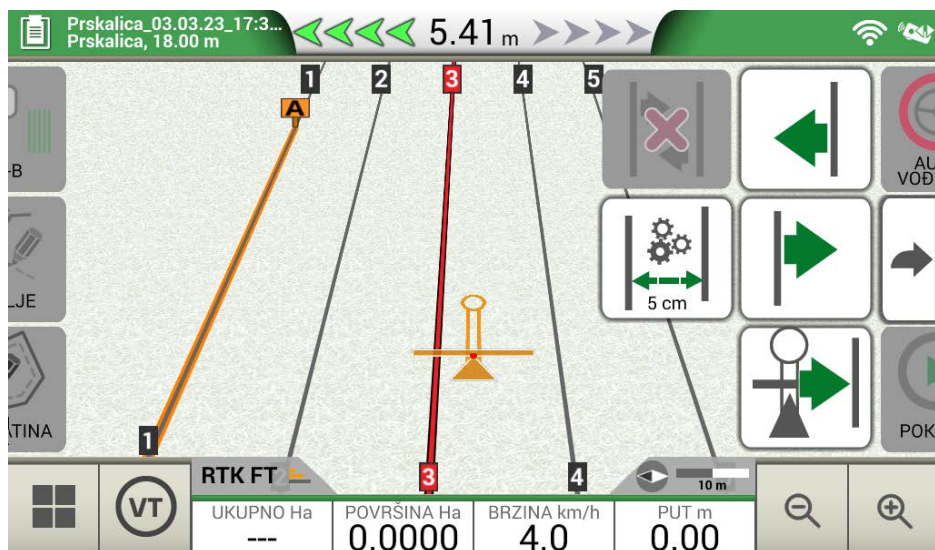 Prskalica_03.03.23_17:3...
Prskalica, 18.00 m
5.41 m
1
2
3
4
5
A
-B
AU
VOĐ
LJE
5 cm
TINA
POK
1
3
4
RTK FT
10 m
VT
UKUPNO Ha
POVRŠINA Ha
BRZINA km/h
PUT m
---
0.0000
4.0
0.00